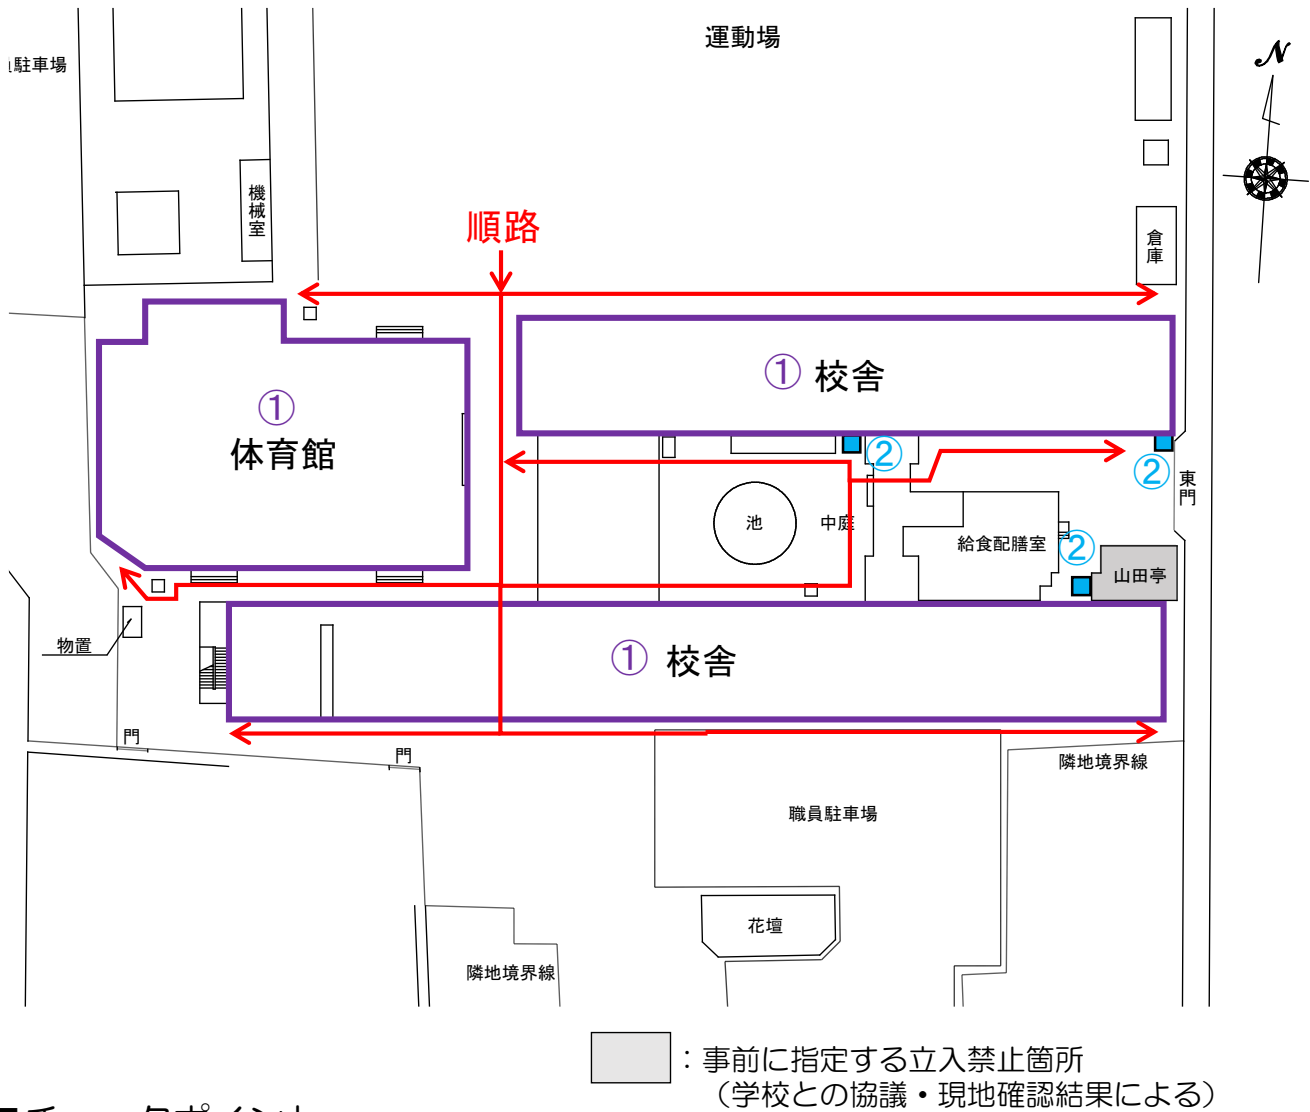 運動場
N
駐車場
機械室
順路
倉庫
① 校舎
①
体育館
②
②
東門
池
中庭
給食配膳室
②
山田亭
物置
① 校舎
門
門
隣地境界線
職員駐車場
花壇
隣地境界線
：事前に指定する立入禁止箇所
（学校との協議・現地確認結果による）